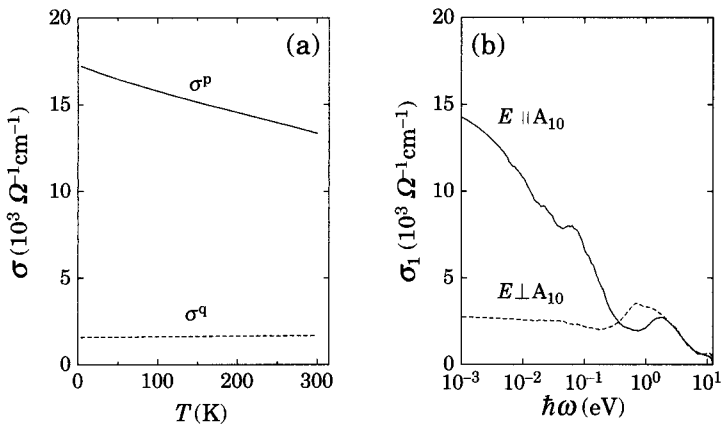 (a)
σ (10³ Ω⁻¹cm⁻¹)
20
15
10
5
0
σᵖ
σ^q
0 100 200 300
T(K)
(b)
σ₁ (10³ Ω⁻¹cm⁻¹)
20
15
10
5
0
E ∥ A₁₀
E⊥A₁₀
10⁻³ 10⁻² 10⁻¹ 10⁰ 10¹
ħω(eV)